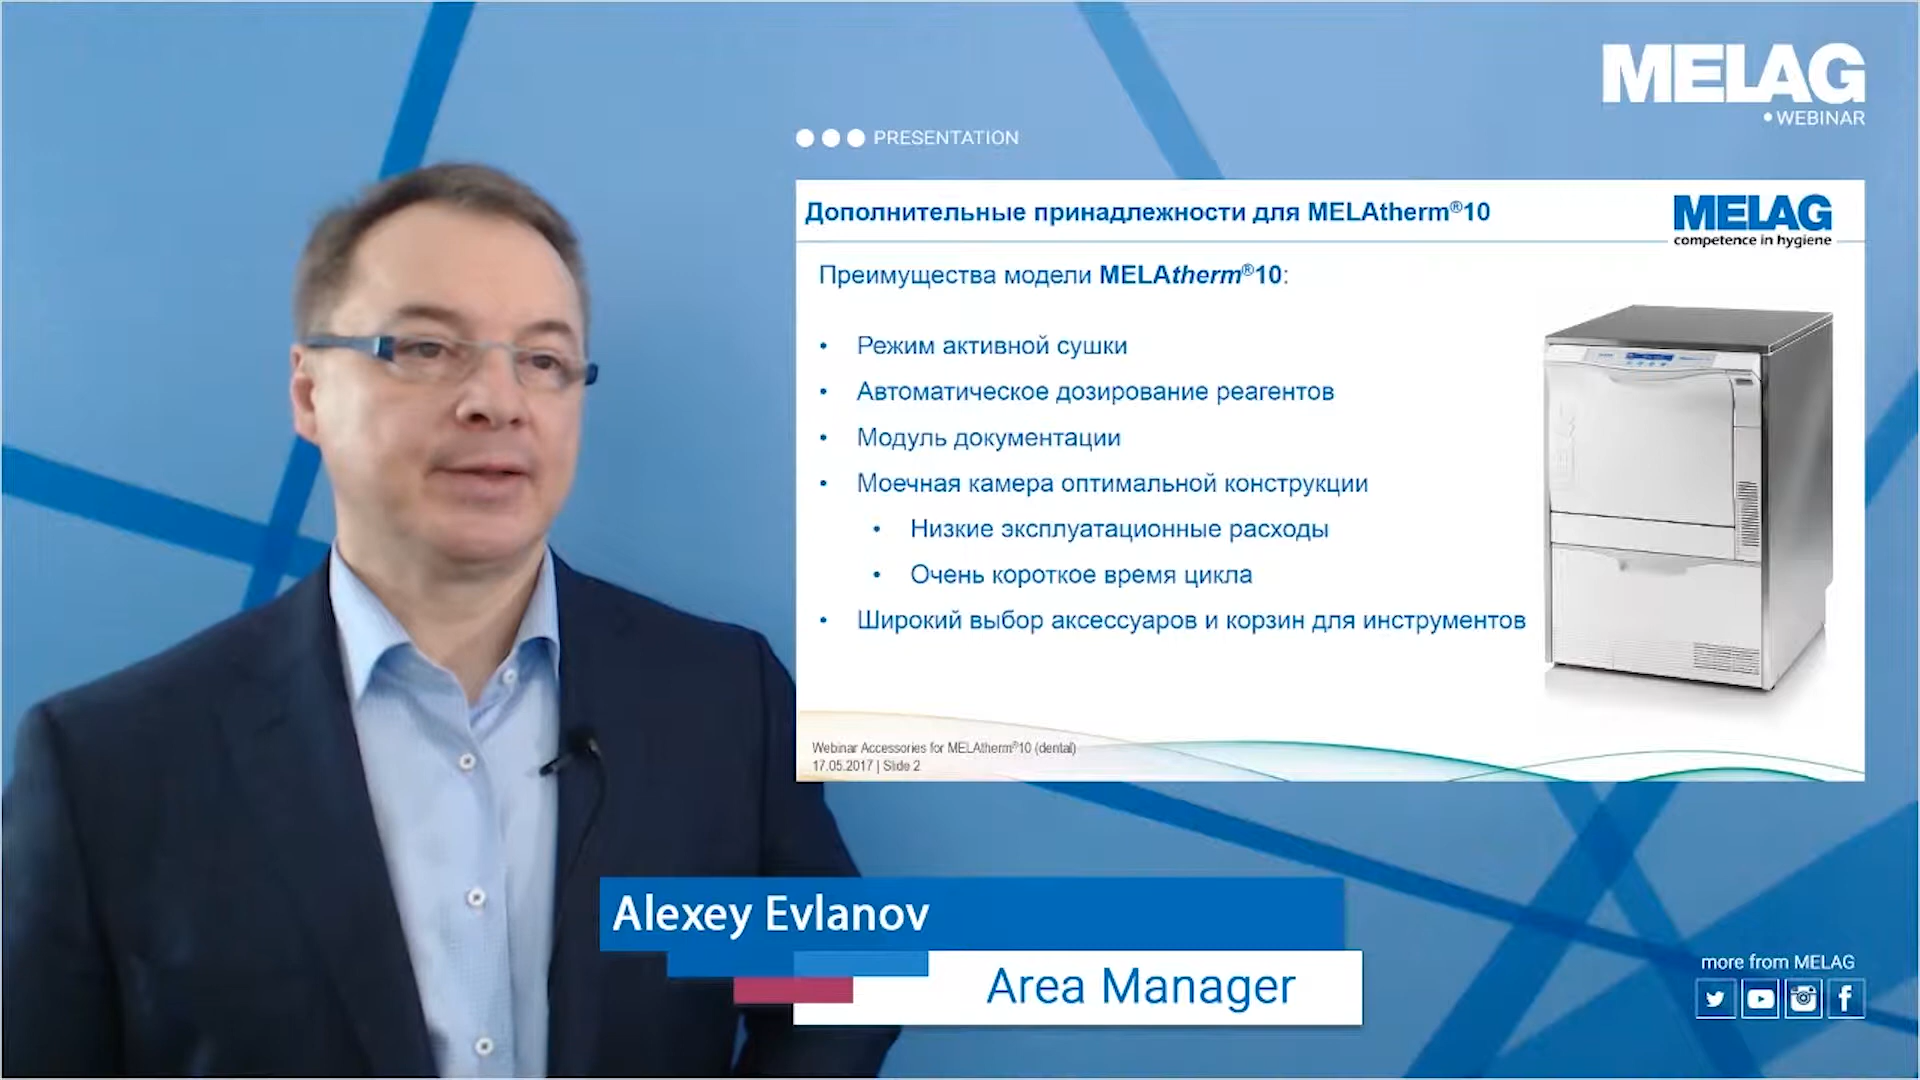 MELAG
• WEBINAR
PRESENTATION
Дополнительные принадлежности для MELAtherm®10
MELAG
competence in hygiene
Преимущества модели MELAtherm®10:
• Режим активной сушки
• Автоматическое дозирование реагентов
• Модуль документации
• Моечная камера оптимальной конструкции
• Низкие эксплуатационные расходы
• Очень короткое время цикла
• Широкий выбор аксессуаров и корзин для инструментов
Webinar Accessories for MELAtherm®10 (dental)
17.05.2017 | Slide 2
Alexey Evlanov
Area Manager
more from MELAG